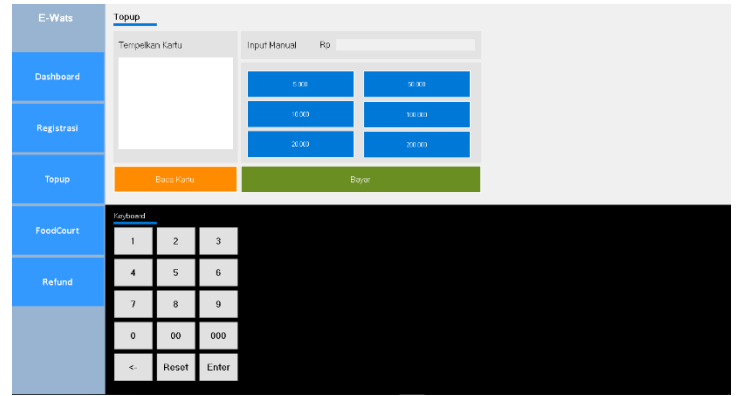 E-Wats
Dashboard
Registrasi
Topup
FoodCourt
Refund
Topup
Tempelkan Kartu
Input Manual Rp
5.000 50.000
10.000 100.000
20.000 200.000
Baca Kartu
Bayar
Keyboard
1 2 3
4 5 6
7 8 9
0 00 000
<- Reset Enter